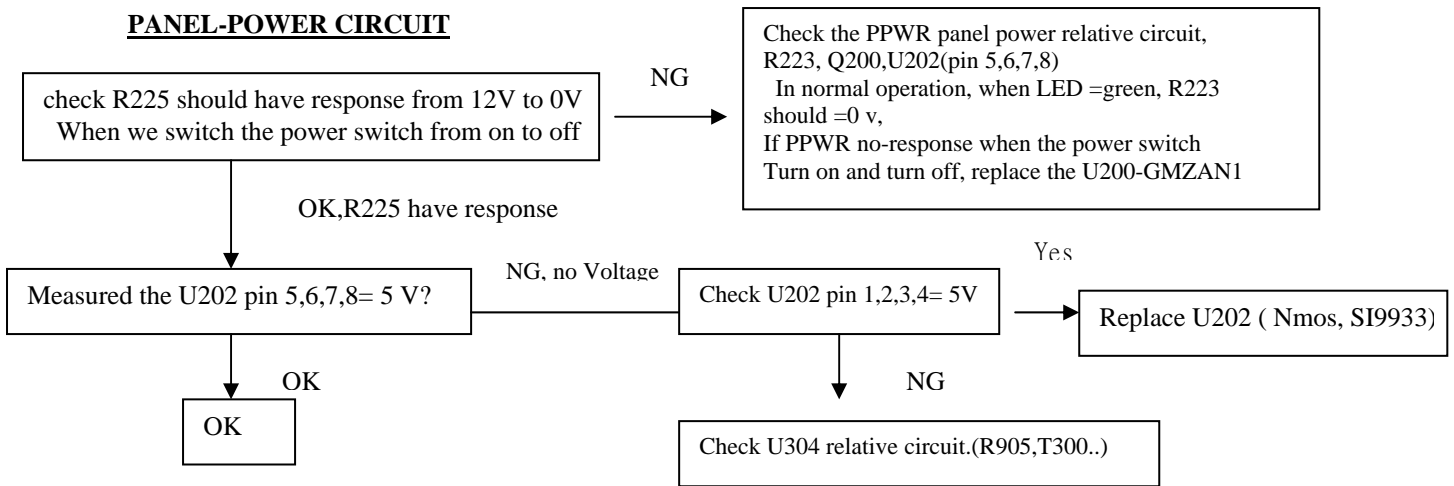 PANEL-POWER CIRCUIT
check R225 should have response from 12V to 0V
When we switch the power switch from on to off
NG
Check the PPWR panel power relative circuit,
R223, Q200,U202(pin 5,6,7,8)
In normal operation, when LED =green, R223
should =0 v,
If PPWR no-response when the power switch
Turn on and turn off, replace the U200-GMZAN1
OK,R225 have response
Measured the U202 pin 5,6,7,8= 5 V?
NG, no Voltage
Check U202 pin 1,2,3,4= 5V
Yes
Replace U202 ( Nmos, SI9933)
OK
OK
NG
Check U304 relative circuit.(R905,T300..)